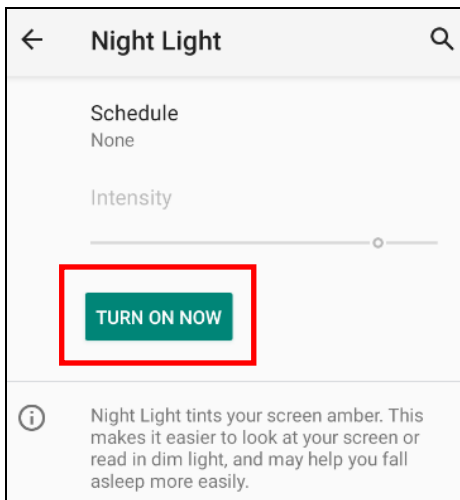 Night Light
Schedule
None
Intensity
TURN ON NOW
Night Light tints your screen amber. This
makes it easier to look at your screen or
read in dim light, and may help you fall
asleep more easily.